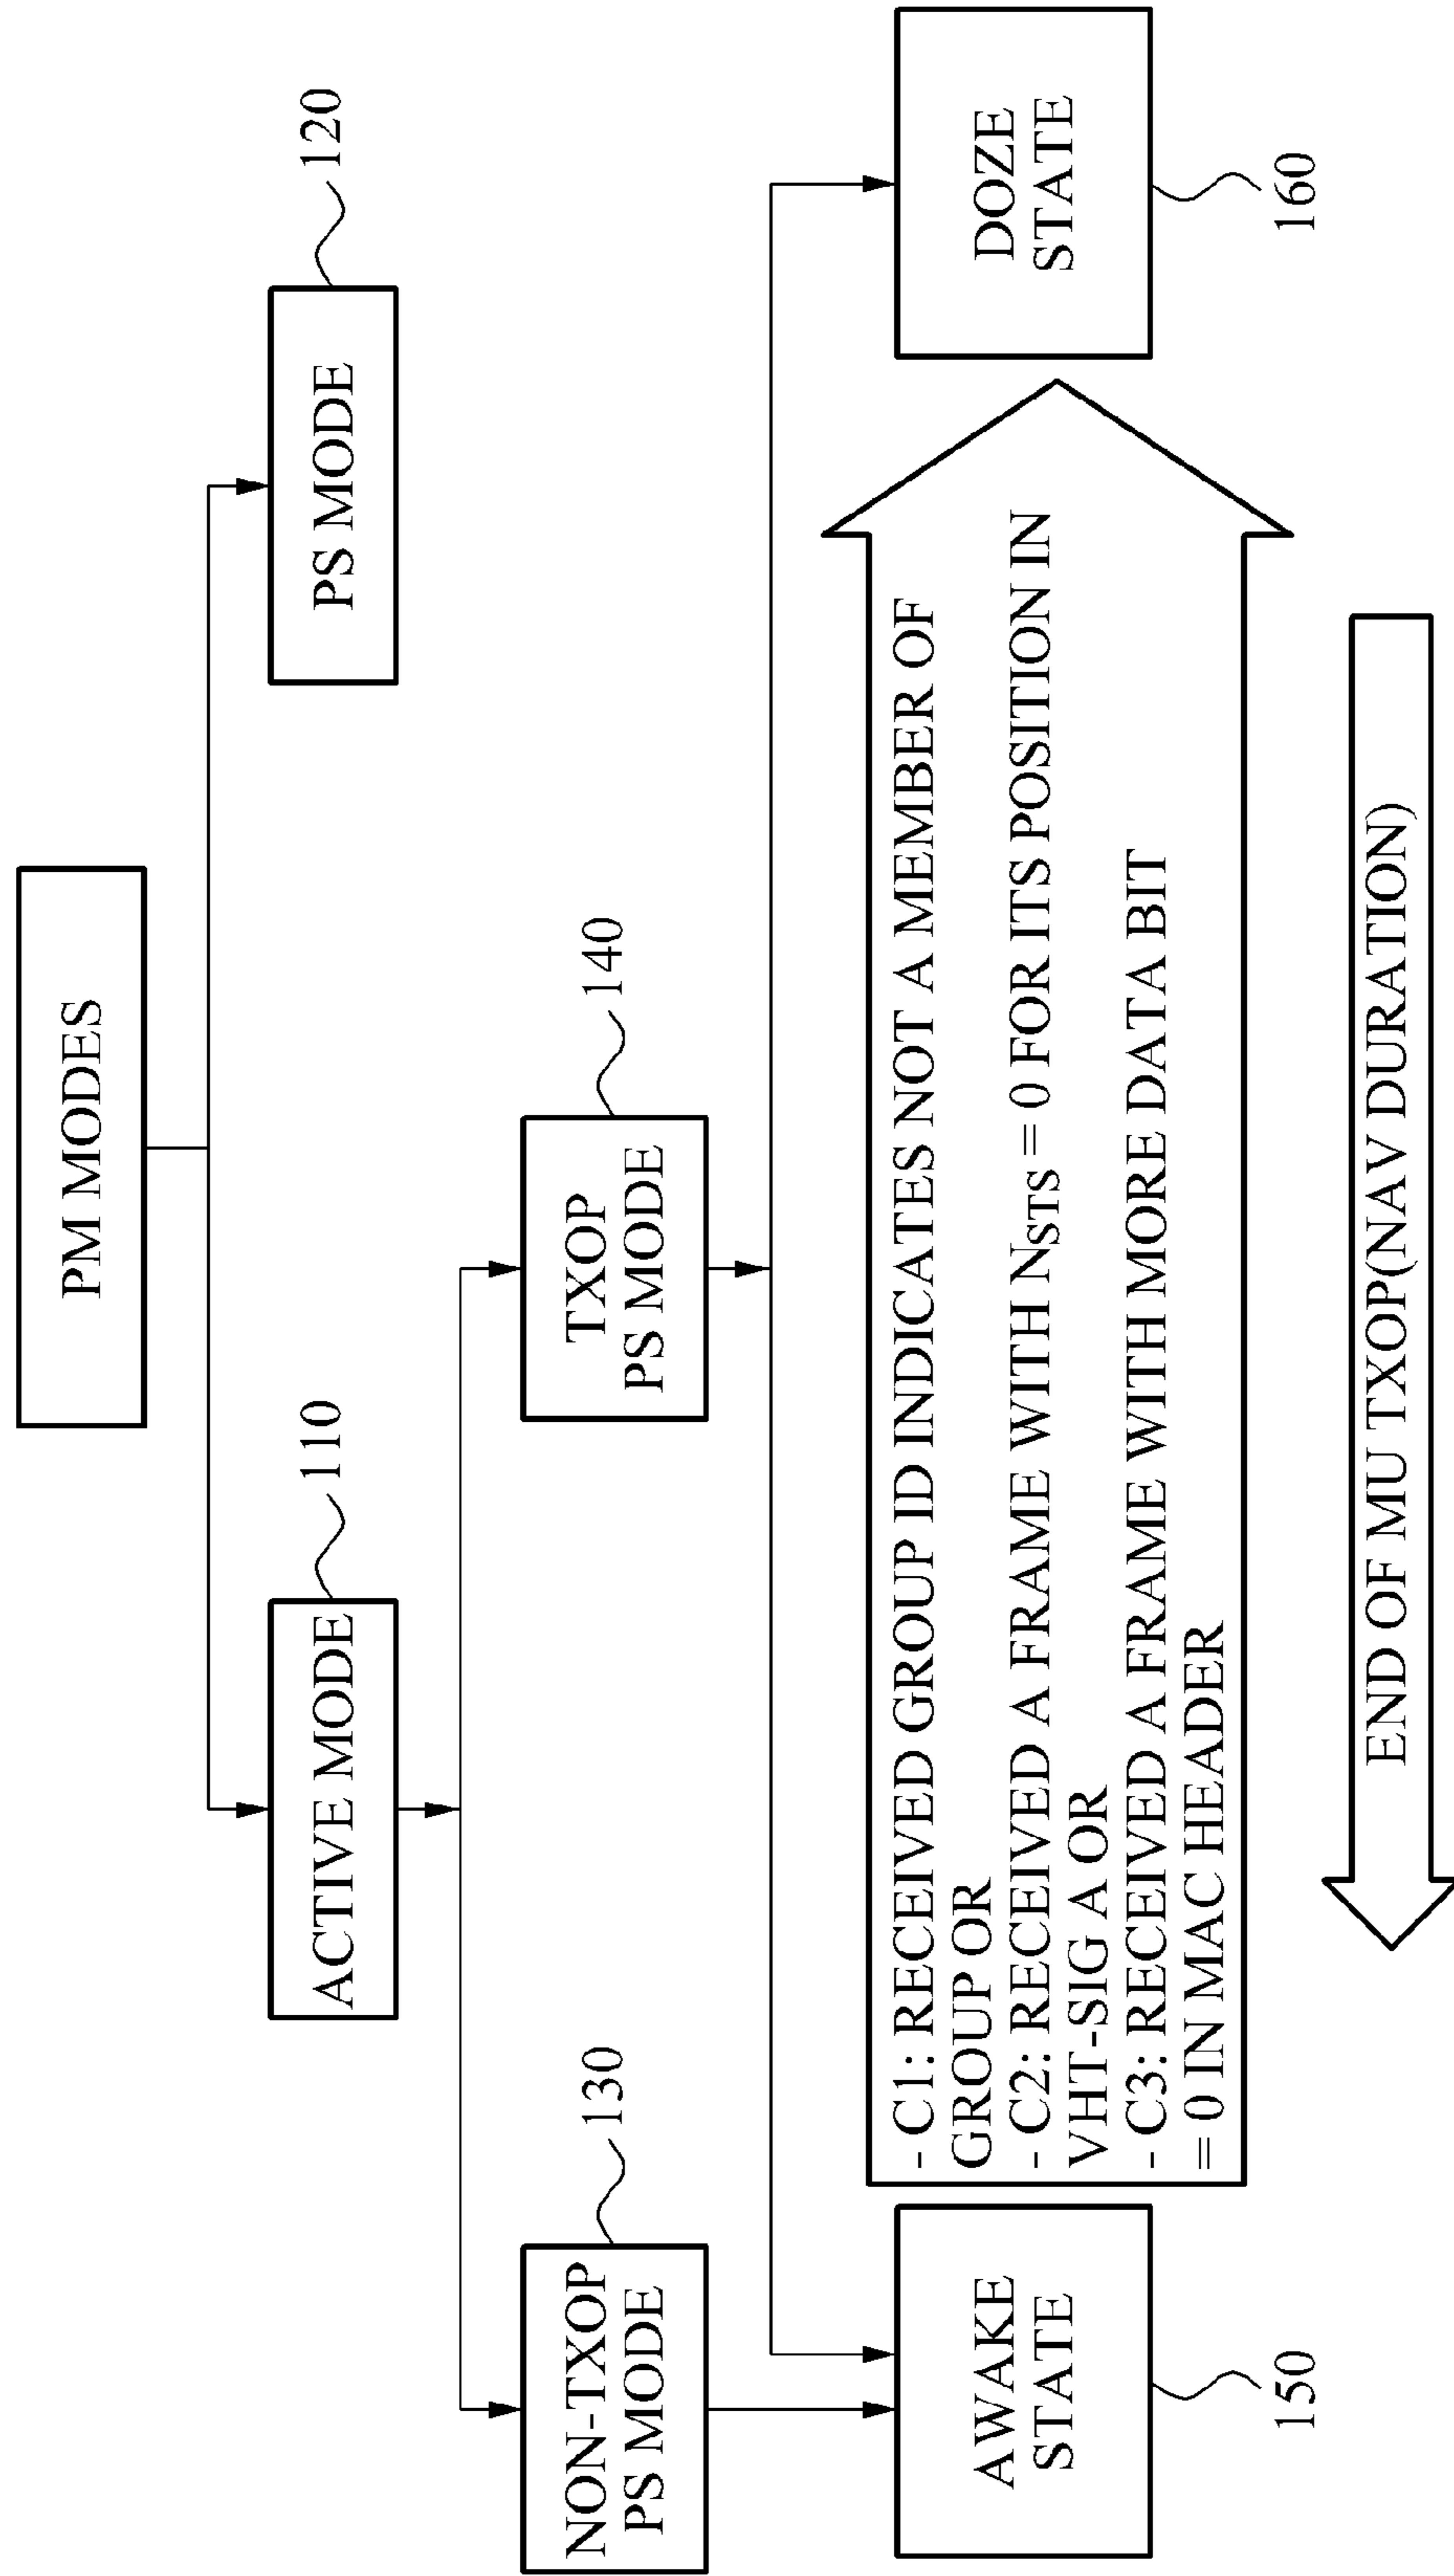 PM MODES
ACTIVE MODE
110
PS MODE
120
NON-TXOP
PS MODE
130
TXOP
PS MODE
140
AWAKE
STATE
150
- C1: RECEIVED GROUP ID INDICATES NOT A MEMBER OF
GROUP OR
- C2: RECEIVED A FRAME WITH NSTS = 0 FOR ITS POSITION IN
VHT-SIG A OR
- C3: RECEIVED A FRAME WITH MORE DATA BIT
= 0 IN MAC HEADER
DOZE
STATE
160
END OF MU TXOP(NAV DURATION)